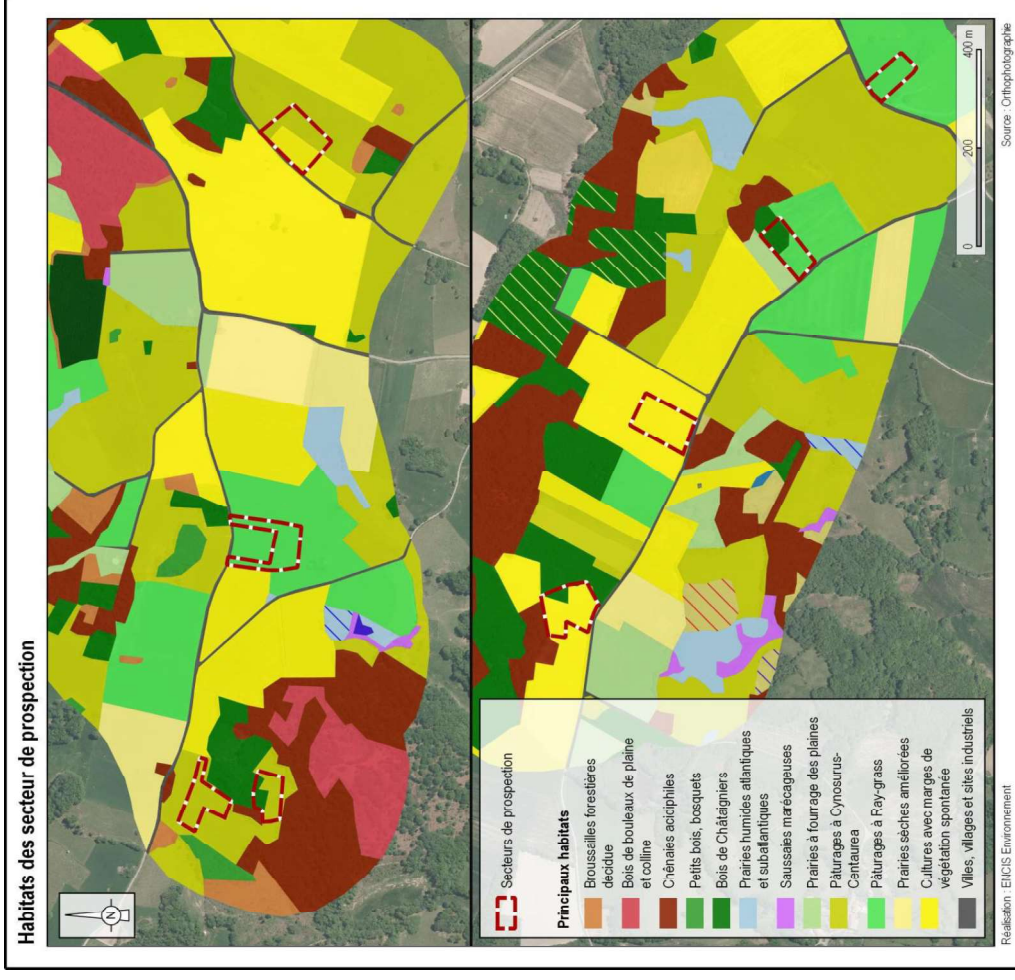 Habitats des secteur de prospection
N
Secteurs de prospection
Principaux habitats
Broussailles forestières
decidue
Bois de bouleaux de plaine
et colline
Chênaies acidiphiles
Petits bois, bosquets
Bois de Châtaigniers
Prairies humides atlantiques
et subatlantiques
Saussaies marécageuses
Prairies à fourrage des plaines
Pâturages à Cynosurus-
Centaurea
Pâturages à Ray-grass
Prairies sèches améliorées
Cultures avec marges de
végétation spontanée
Villes, villages et sites industriels
0 200 400 m
Réalisation : ENCIS Environnement
Source : Orthophotographie